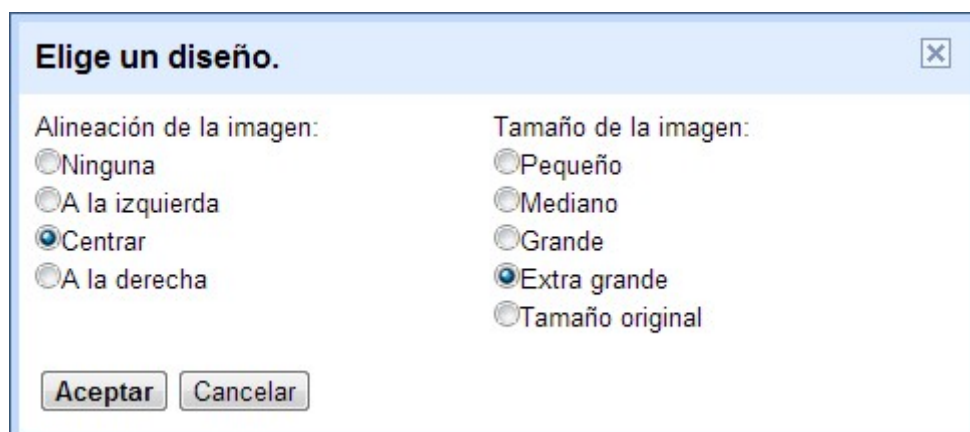 Elige un diseño.
Alineación de la imagen:
Ninguna
A la izquierda
Centrar
A la derecha
Tamaño de la imagen:
Pequeño
Mediano
Grande
Extra grande
Tamaño original
Aceptar
Cancelar